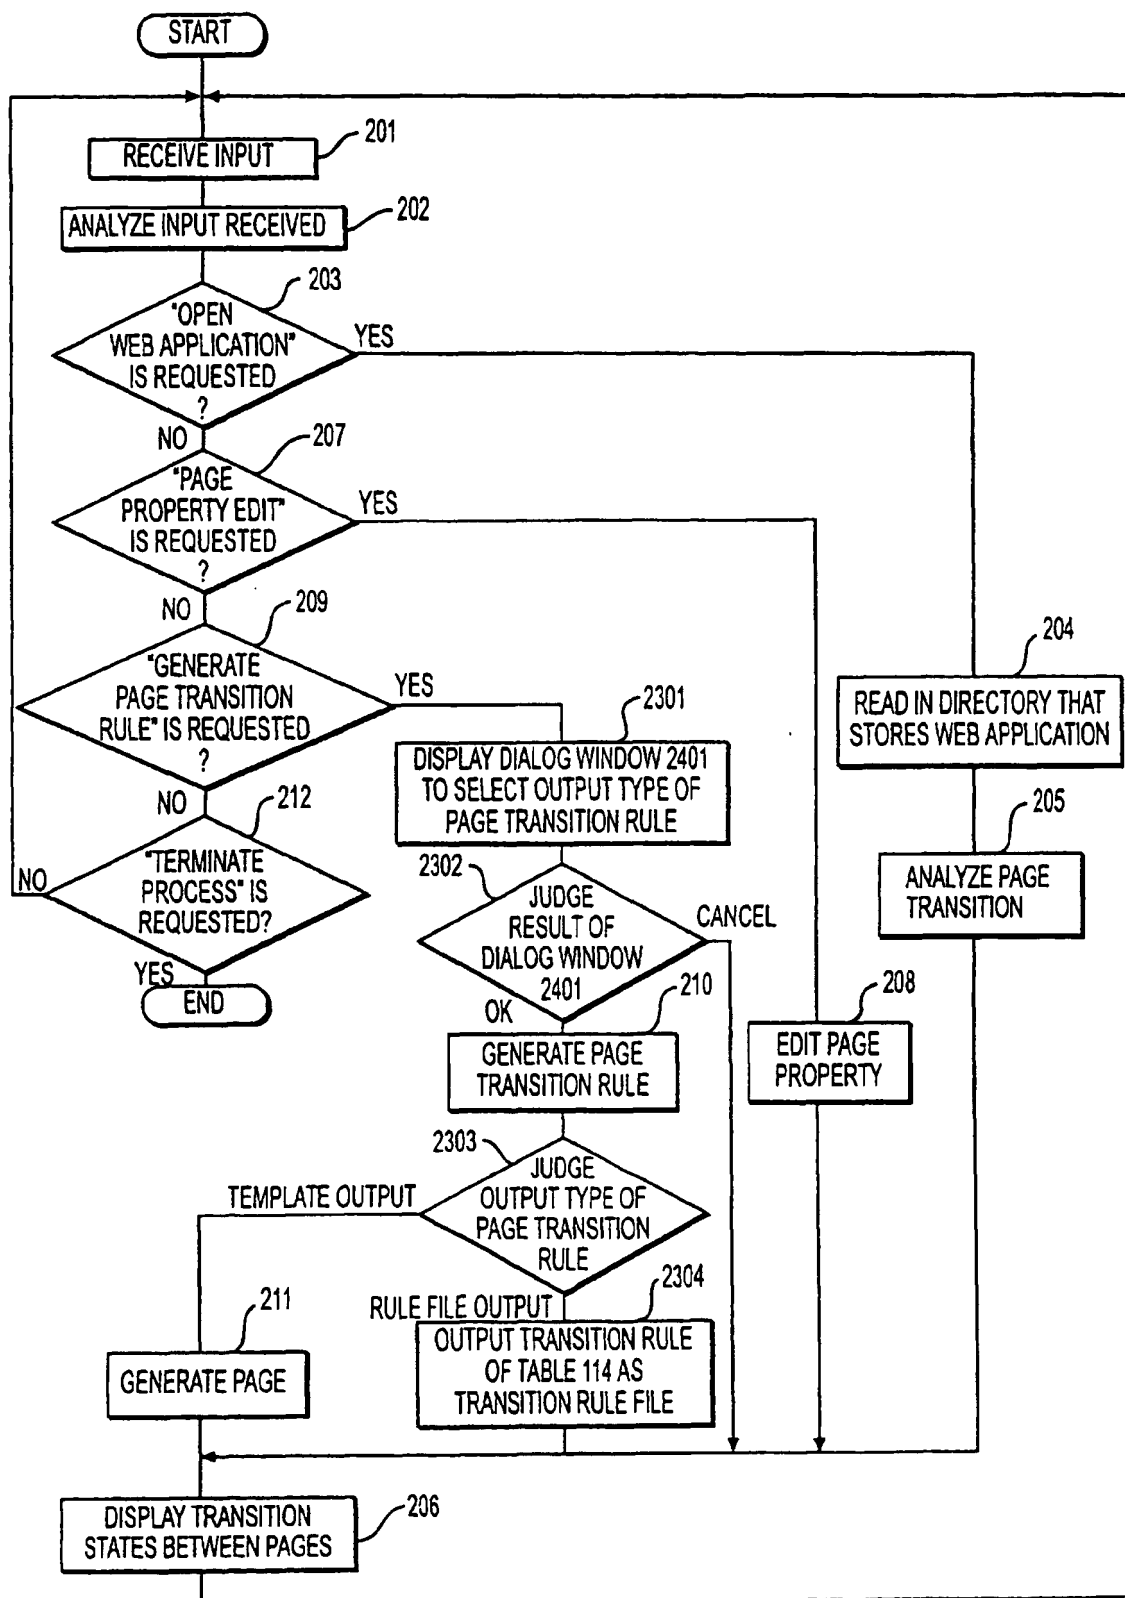 START
201
RECEIVE INPUT
202
ANALYZE INPUT RECEIVED
203
"OPEN
WEB APPLICATION"
IS REQUESTED
?
YES
NO
207
"PAGE
PROPERTY EDIT"
IS REQUESTED
?
YES
NO
209
"GENERATE
PAGE TRANSITION
RULE" IS REQUESTED
?
YES
NO
212
"TERMINATE
PROCESS" IS
REQUESTED?
NO
YES
END
2301
DISPLAY DIALOG WINDOW 2401
TO SELECT OUTPUT TYPE OF
PAGE TRANSITION RULE
2302
JUDGE
RESULT OF
DIALOG WINDOW
2401
CANCEL
OK
210
GENERATE PAGE
TRANSITION RULE
2303
JUDGE
OUTPUT TYPE OF
PAGE TRANSITION
RULE
TEMPLATE OUTPUT
RULE FILE OUTPUT
2304
OUTPUT TRANSITION RULE
OF TABLE 114 AS
TRANSITION RULE FILE
211
GENERATE PAGE
204
READ IN DIRECTORY THAT
STORES WEB APPLICATION
205
ANALYZE PAGE
TRANSITION
208
EDIT PAGE
PROPERTY
206
DISPLAY TRANSITION
STATES BETWEEN PAGES